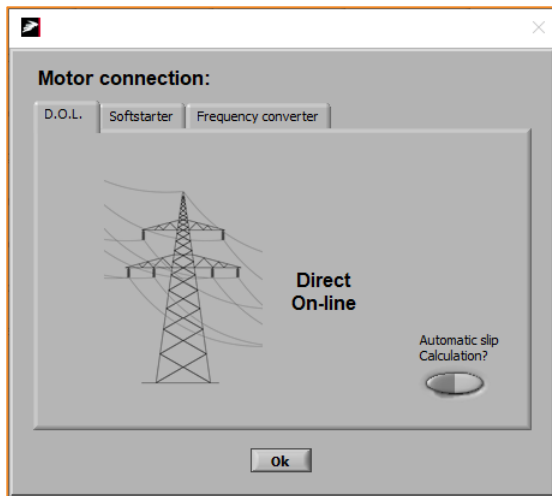 Motor connection:
D.O.L. Softstarter Frequency converter
Direct
On-line
Automatic slip
Calculation?
Ok